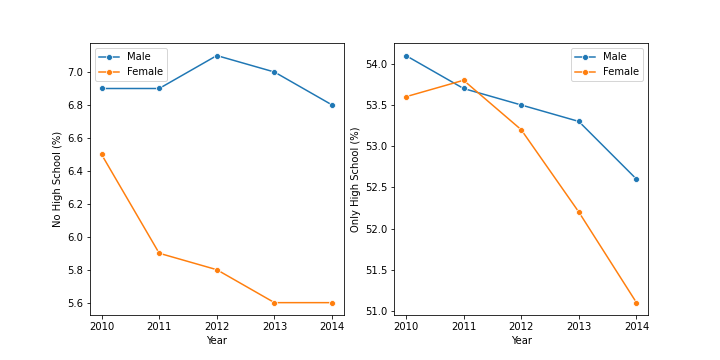 Male
Female
7.0
6.8
6.6
6.4
6.2
6.0
5.8
5.6
No High School (%)
2010 2011 2012 2013 2014
Year
Male
Female
54.0
53.5
53.0
52.5
52.0
51.5
51.0
Only High School (%)
2010 2011 2012 2013 2014
Year